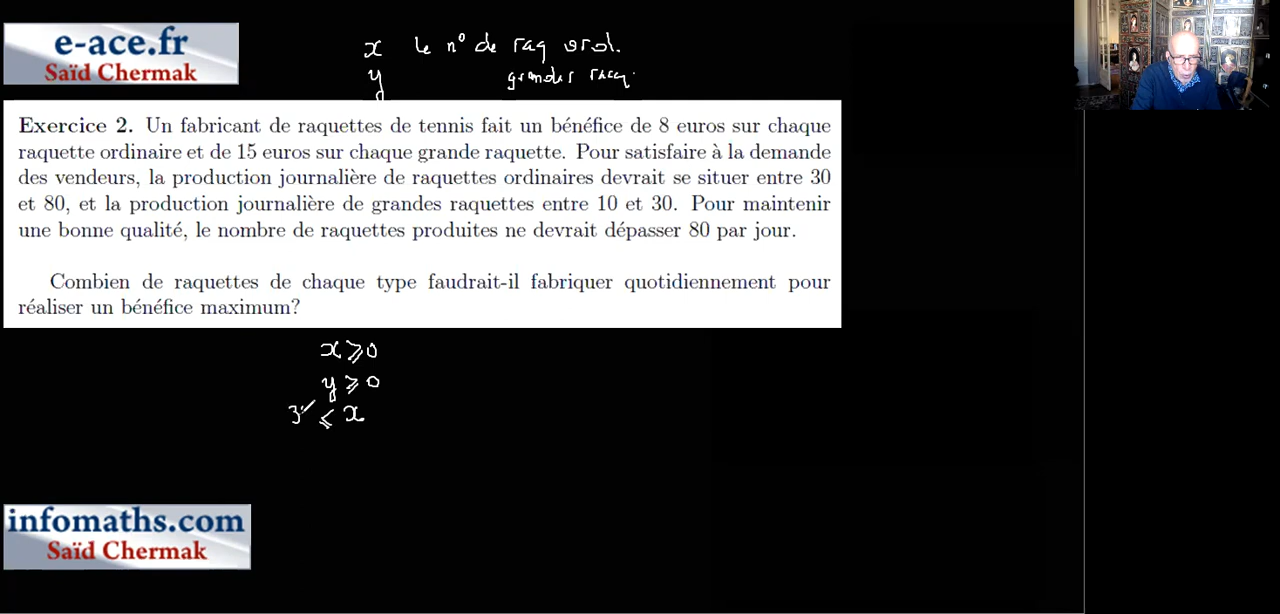 e-ace.fr
Saïd Chermak
x le n° de raq ord.
y grandes racq.
Exercice 2. Un fabricant de raquettes de tennis fait un bénéfice de 8 euros sur chaque
raquette ordinaire et de 15 euros sur chaque grande raquette. Pour satisfaire à la demande
des vendeurs, la production journalière de raquettes ordinaires devrait se situer entre 30
et 80, et la production journalière de grandes raquettes entre 10 et 30. Pour maintenir
une bonne qualité, le nombre de raquettes produites ne devrait dépasser 80 par jour.
Combien de raquettes de chaque type faudrait-il fabriquer quotidiennement pour
réaliser un bénéfice maximum?
x ⩾ 0
y ⩾ 0
3 ⩽ x
infomaths.com
Saïd Chermak